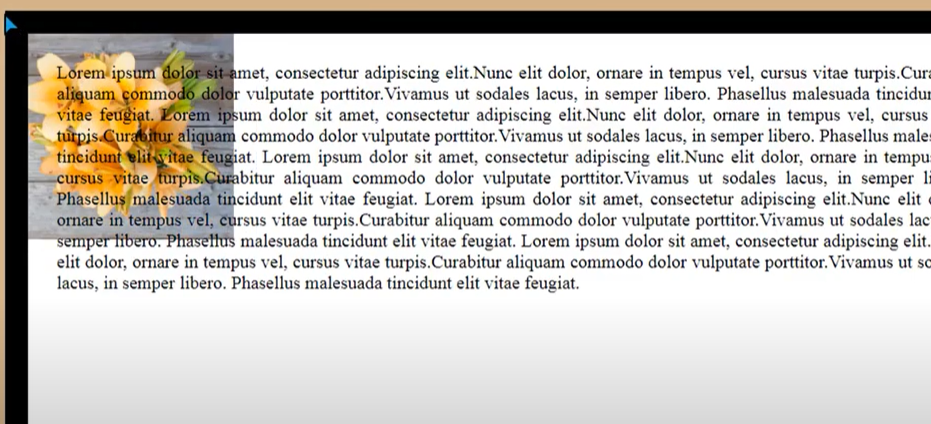 Lorem ipsum dolor sit amet, consectetur adipiscing elit.Nunc elit dolor, ornare in tempus vel, cursus vitae turpis.Cura
aliquam commodo dolor vulputate porttitor.Vivamus ut sodales lacus, in semper libero. Phasellus malesuada tincidun
vitae feugiat. Lorem ipsum dolor sit amet, consectetur adipiscing elit.Nunc elit dolor, ornare in tempus vel, cursus
turpis.Curabitur aliquam commodo dolor vulputate porttitor.Vivamus ut sodales lacus, in semper libero. Phasellus males
tincidunt elit vitae feugiat. Lorem ipsum dolor sit amet, consectetur adipiscing elit.Nunc elit dolor, ornare in tempu
cursus vitae turpis.Curabitur aliquam commodo dolor vulputate porttitor.Vivamus ut sodales lacus, in semper li
Phasellus malesuada tincidunt elit vitae feugiat. Lorem ipsum dolor sit amet, consectetur adipiscing elit.Nunc elit
ornare in tempus vel, cursus vitae turpis.Curabitur aliquam commodo dolor vulputate porttitor.Vivamus ut sodales lac
semper libero. Phasellus malesuada tincidunt elit vitae feugiat. Lorem ipsum dolor sit amet, consectetur adipiscing elit.
elit dolor, ornare in tempus vel, cursus vitae turpis.Curabitur aliquam commodo dolor vulputate porttitor.Vivamus ut so
lacus, in semper libero. Phasellus malesuada tincidunt elit vitae feugiat.